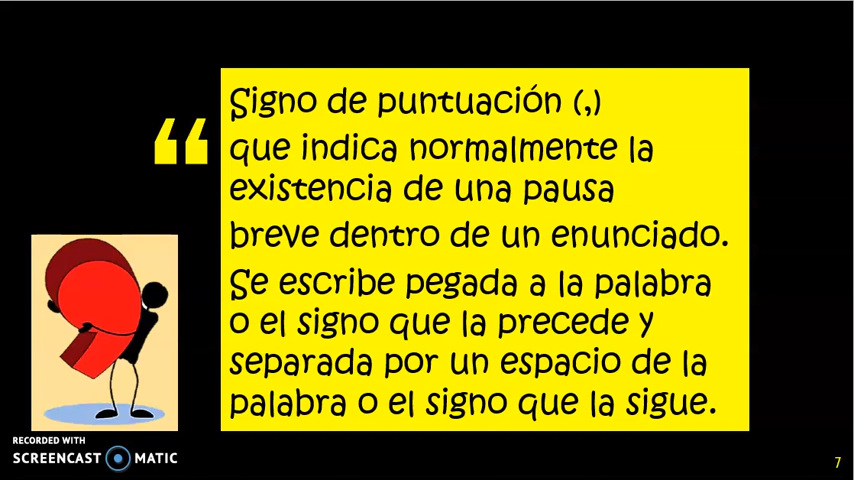 “
Signo de puntuación (,)
que indica normalmente la
existencia de una pausa
breve dentro de un enunciado.
Se escribe pegada a la palabra
o el signo que la precede y
separada por un espacio de la
palabra o el signo que la sigue.
RECORDED WITH
SCREENCAST MATIC
7